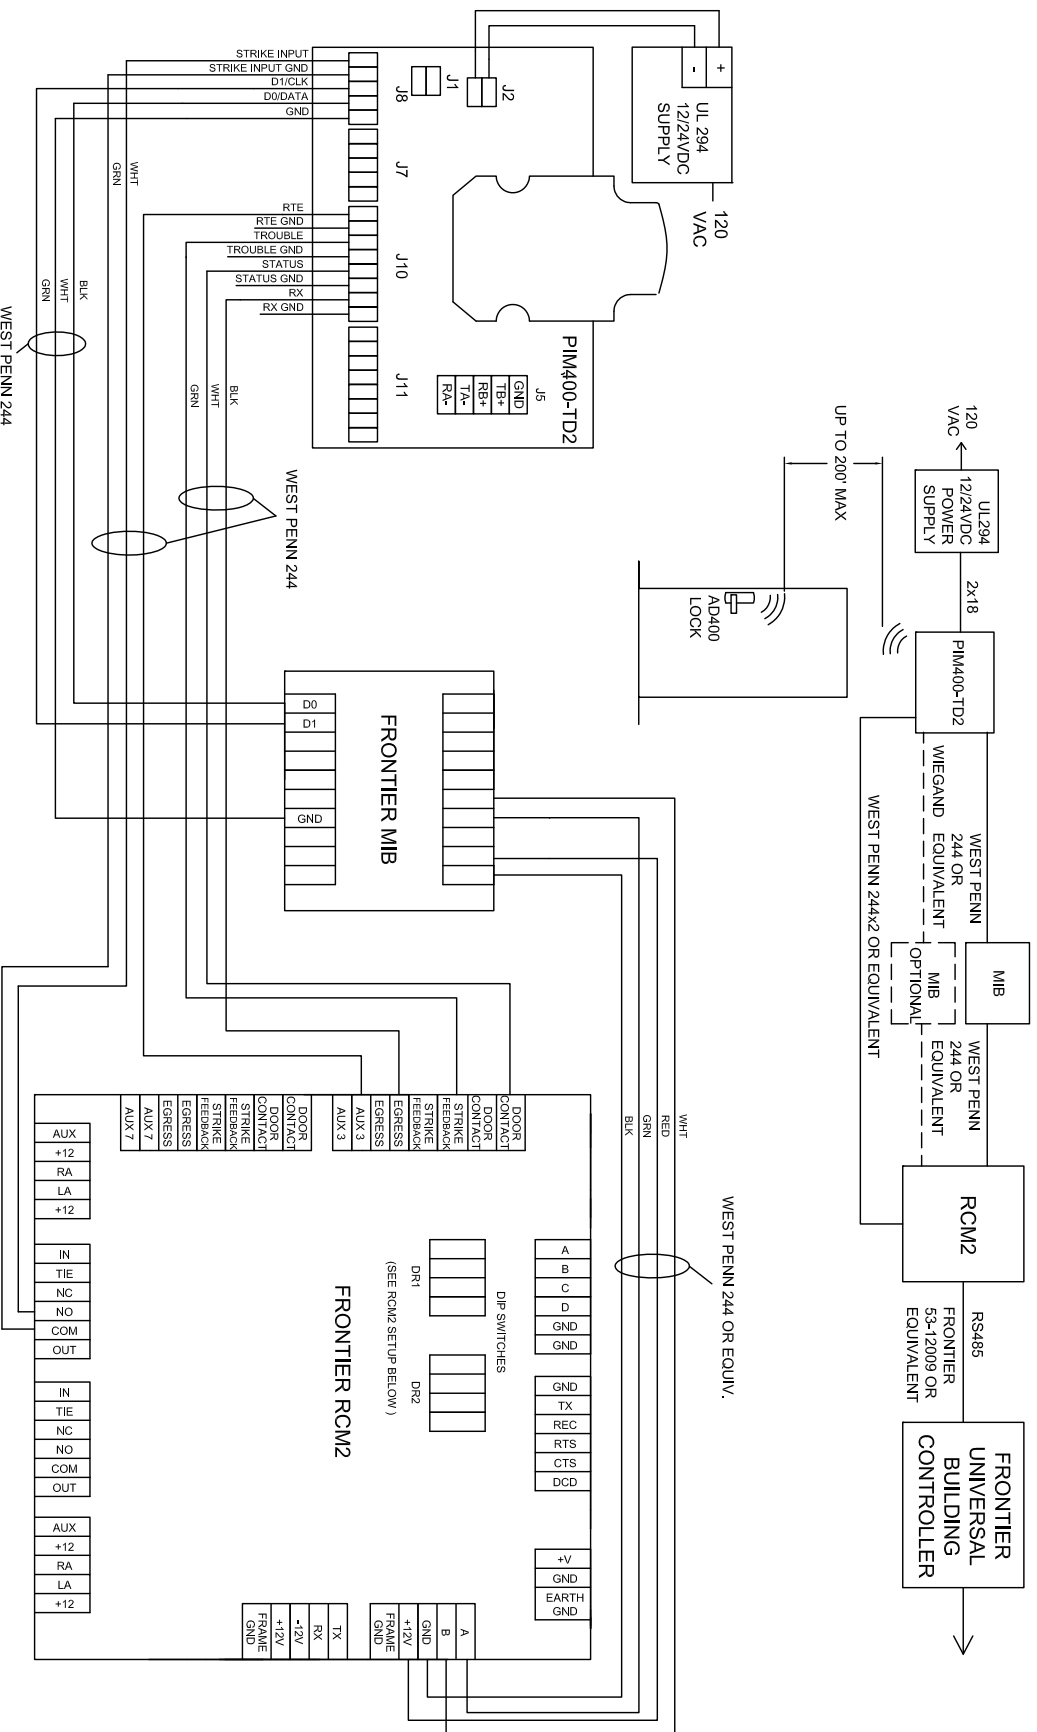 120
VAC
UL294
12/24VDC
POWER
SUPPLY
2x18
PIM400-TD2
WEST PENN
244 OR
EQUIVALENT
WIEGAND
MIB
MIB
OPTIONAL
WEST PENN
244 OR
EQUIVALENT
WEST PENN 244x2 OR EQUIVALENT
RCM2
RS485
FRONTIER
53-12009 OR
EQUIVALENT
FRONTIER
UNIVERSAL
BUILDING
CONTROLLER
UP TO 200' MAX
AD400
LOCK
+
-
UL 294
12/24VDC
SUPPLY
120
VAC
J2
J1
J8
J7
J10
J11
PIM400-TD2
J5
GND
TB+
RB+
TA-
RA-
STRIKE INPUT
STRIKE INPUT GND
D1/CLK
D0/DATA
GND
RTE
RTE GND
TROUBLE
TROUBLE GND
STATUS
STATUS GND
RX
RX GND
WHT
GRN
BLK
WHT
GRN
BLK
WHT
GRN
WEST PENN 244
WEST PENN 244
FRONTIER MIB
D0
D1
GND
WHT
RED
GRN
BLK
WEST PENN 244 OR EQUIV.
DOOR
CONTACT
DOOR
CONTACT
STRIKE
FEEDBACK
STRIKE
FEEDBACK
EGRESS
EGRESS
AUX 3
AUX 3
DOOR
CONTACT
DOOR
CONTACT
STRIKE
FEEDBACK
STRIKE
FEEDBACK
EGRESS
EGRESS
AUX 7
AUX 7
A
B
C
D
GND
GND
GND
TX
REC
RTS
CTS
DCD
+V
GND
EARTH
GND
DIP SWITCHES
DR1
DR2
(SEE RCM2 SETUP BELOW )
FRONTIER RCM2
AUX
+12
RA
LA
+12
IN
TIE
NC
NO
COM
OUT
IN
TIE
NC
NO
COM
OUT
AUX
+12
RA
LA
+12
A
B
GND
+12V
FRAME
GND
TX
RX
-12V
+12V
FRAME
GND